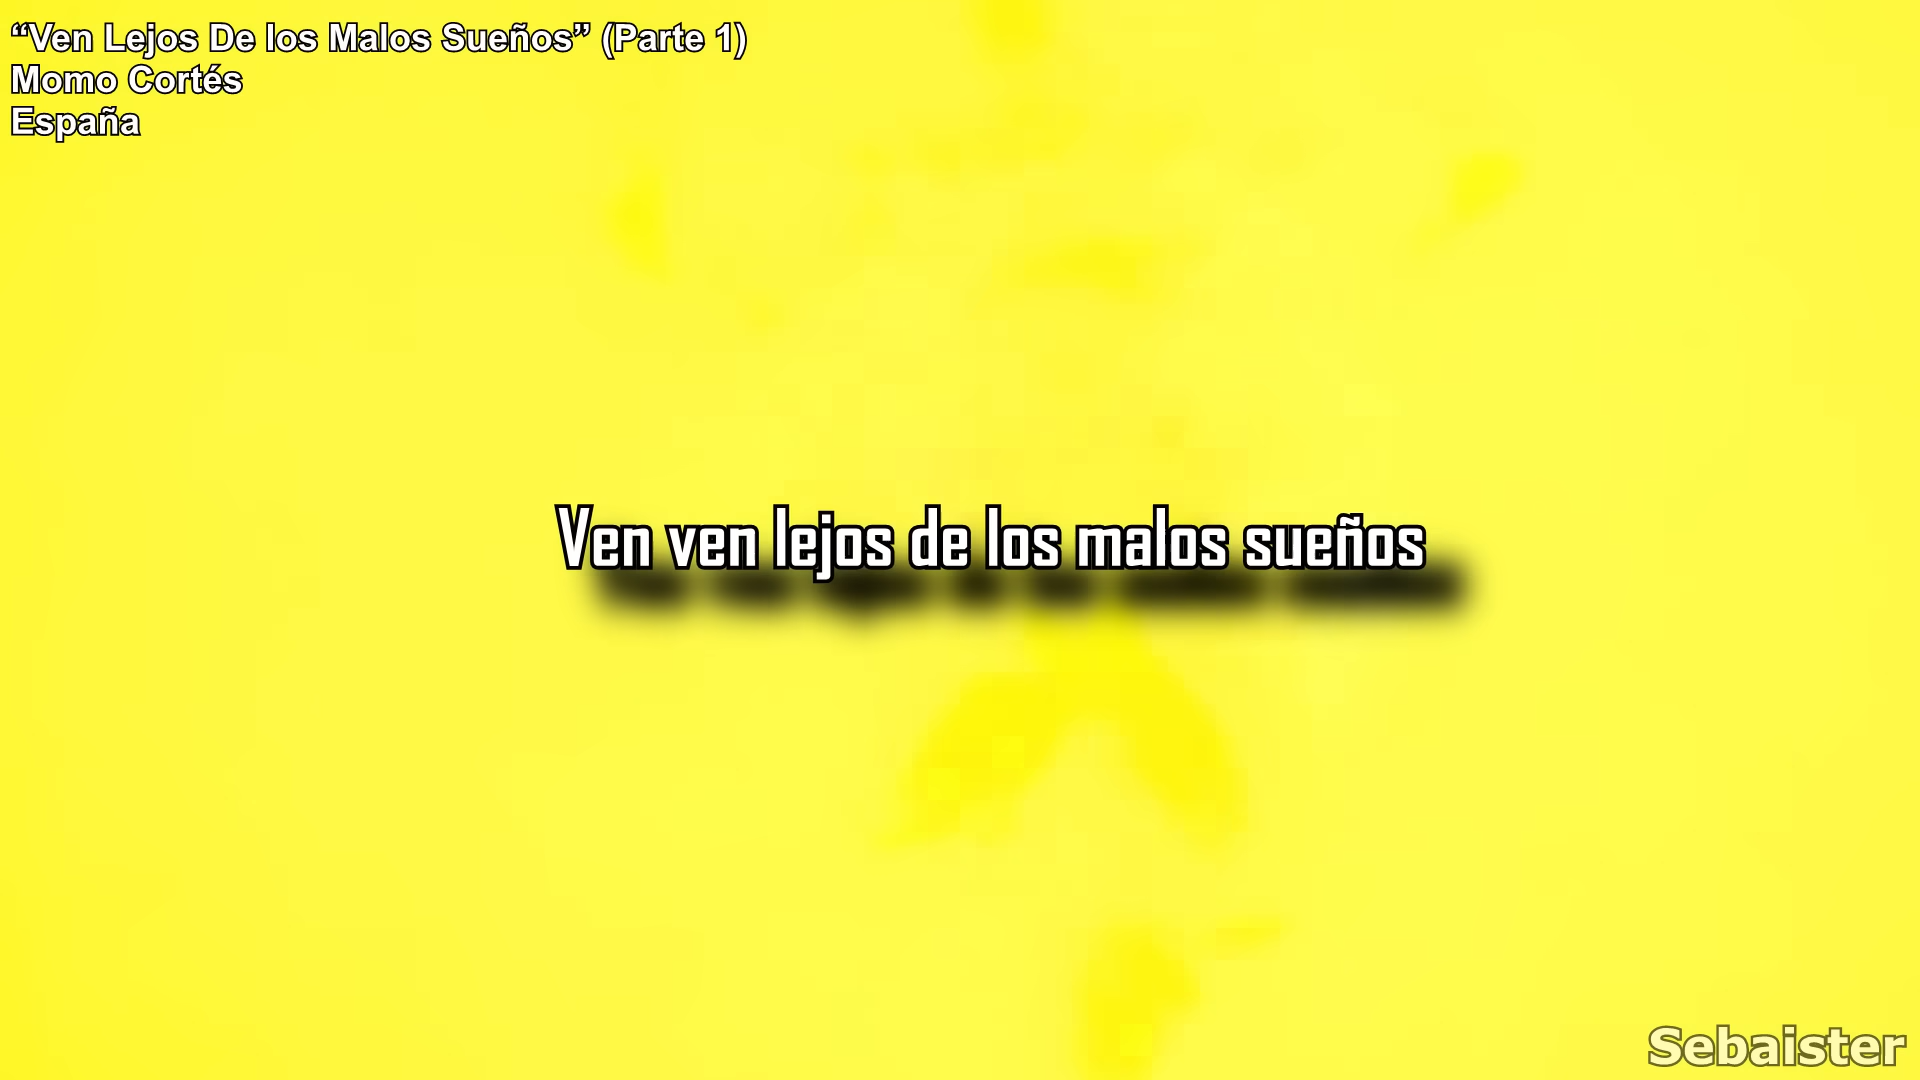 “Ven Lejos De los Malos Sueños” (Parte 1)
Momo Cortés
España
Ven ven lejos de los malos sueños
Sebaister